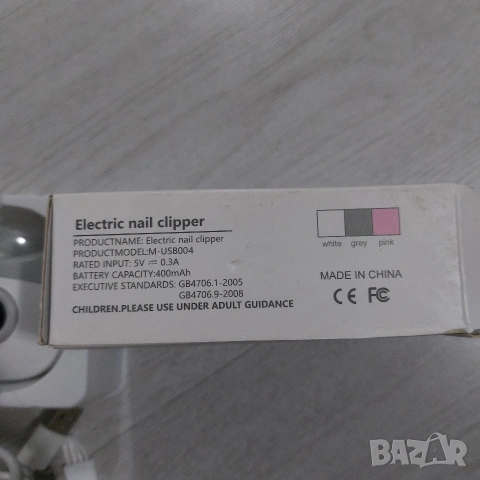 Electric nail clipper
PRODUCTNAME: Electric nail clipper
PRODUCTMODEL:M-USB004
RATED INPUT: 5V ⎓ 0.3A
BATTERY CAPACITY:400mAh
EXECUTIVE STANDARDS: GB4706.1-2005
GB4706.9-2008
CHILDREN.PLEASE USE UNDER ADULT GUIDANCE
white grey pink
MADE IN CHINA
CE FC
BAZAR
.bg